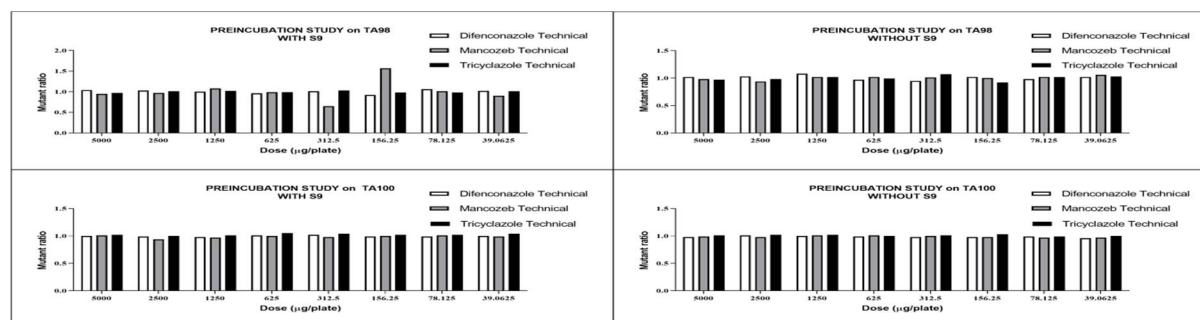 PREINCUBATION STUDY on TA98
WITH S9
Difenconazole Technical
Mancozeb Technical
Tricyclazole Technical
Mutant ratio
2.0
1.5
1.0
0.5
0.0
5000 2500 1250 625 312.5 156.25 78.125 39.0625
Dose (µg/plate)
PREINCUBATION STUDY on TA98
WITHOUT S9
Difenconazole Technical
Mancozeb Technical
Tricyclazole Technical
Mutant ratio
1.5
1.0
0.5
0.0
5000 2500 1250 625 312.5 156.25 78.125 39.0625
Dose (µg/plate)
PREINCUBATION STUDY on TA100
WITH S9
Difenconazole Technical
Mancozeb Technical
Tricyclazole Technical
Mutant ratio
1.5
1.0
0.5
0.0
5000 2500 1250 625 312.5 156.25 78.125 39.0625
Dose (µg/plate)
PREINCUBATION STUDY on TA100
WITHOUT S9
Difenconazole Technical
Mancozeb Technical
Tricyclazole Technical
Mutant ratio
1.5
1.0
0.5
0.0
5000 2500 1250 625 312.5 156.25 78.125 39.0625
Dose (µg/plate)